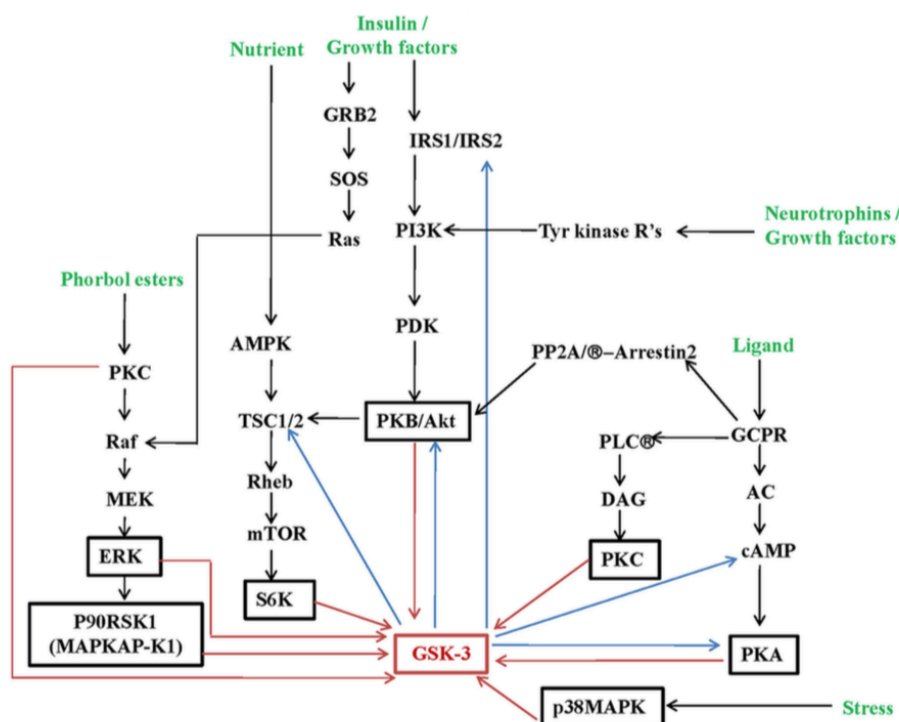 Insulin /
Nutrient
Growth factors
GRB2
IRS1/IRS2
SOS
Neurotrophins /
Ras
PI3K
Tyr kinase R's
Growth factors
Phorbol esters
PDK
AMPK
PP2A/®–Arrestin2
Ligand
PKC
TSC1/2
PKB/Akt
GCPR
Raf
PLC®
Rheb
AC
MEK
DAG
mTOR
cAMP
ERK
PKC
S6K
P90RSK1
(MAPKAP-K1)
GSK-3
PKA
p38MAPK
Stress